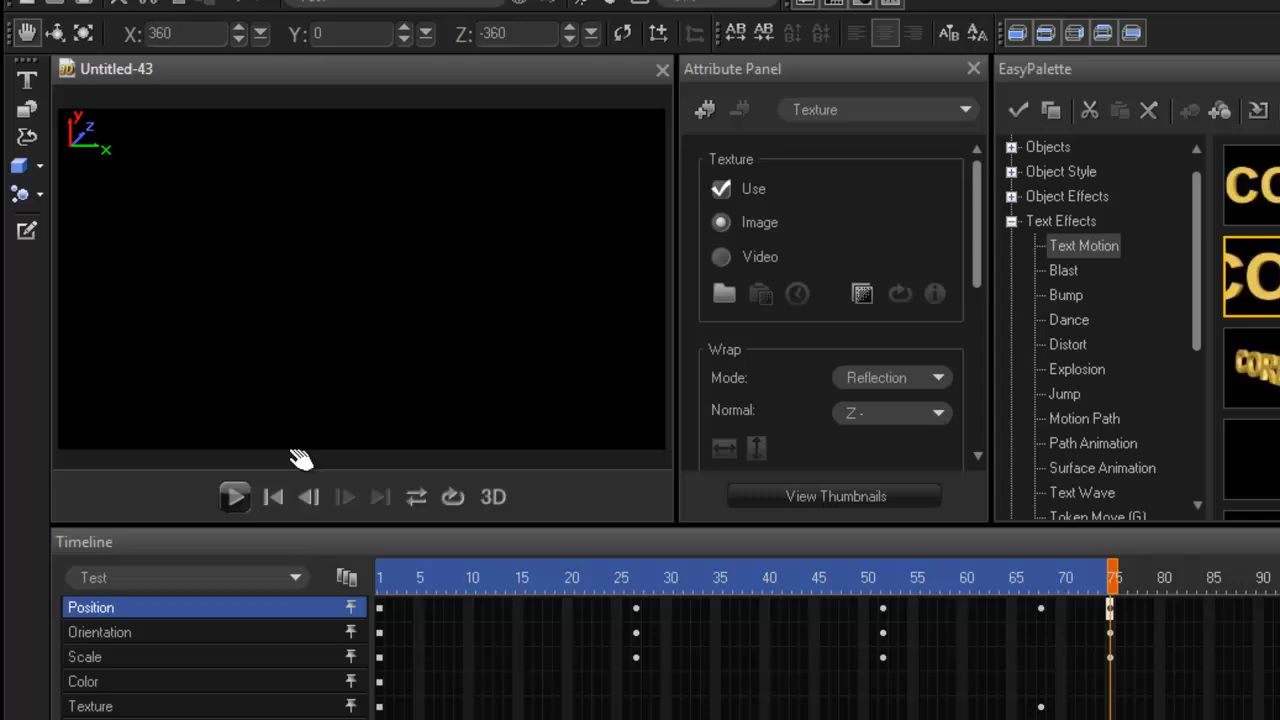 X: 360 Y: 0 Z: -360
Untitled-43
y
z
x
3D
Attribute Panel
Texture
Texture
Use
Image
Video
Wrap
Mode: Reflection
Normal: Z -
View Thumbnails
EasyPalette
Objects
Object Style
Object Effects
Text Effects
Text Motion
Blast
Bump
Dance
Distort
Explosion
Jump
Motion Path
Path Animation
Surface Animation
Text Wave
Token Move (G)
Timeline
Test
1 5 10 15 20 25 30 35 40 45 50 55 60 65 70 75 80 85 90
Position
Orientation
Scale
Color
Texture